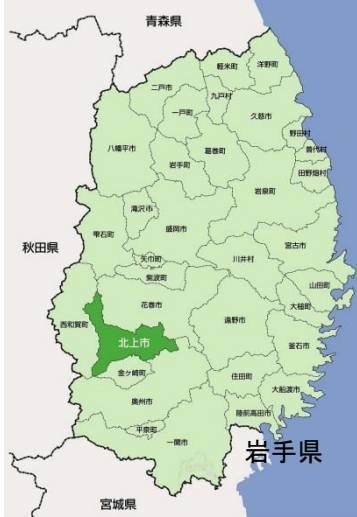 青森県
軽米町
洋野町
二戸市
九戸村
一戸町
久慈市
野田村
普代村
八幡平市
葛巻町
岩手町
田野畑村
岩泉町
滝沢市
盛岡市
雫石町
宮古市
秋田県
矢巾町
川井村
紫波町
山田町
花巻市
大槌町
西和賀町
遠野市
北上市
釜石市
金ヶ崎町
住田町
大船渡市
奥州市
陸前高田市
平泉町
一関市
岩手県
宮城県